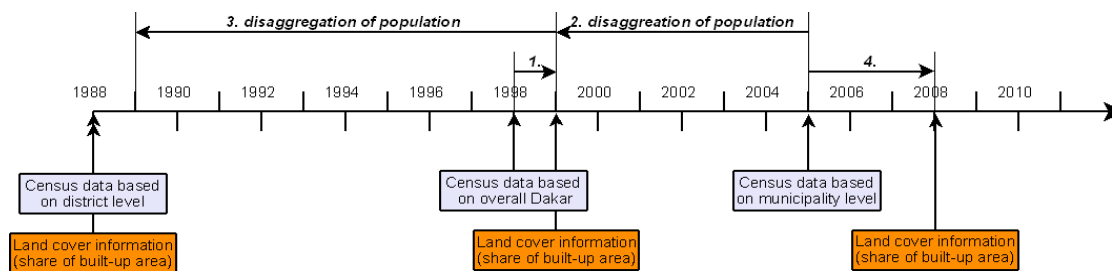 3. disaggregation of population
2. disaggreation of population
1.
4.
1988 1990 1992 1994 1996 1998 2000 2002 2004 2006 2008 2010
Census data based
on district level
Census data based
on overall Dakar
Census data based
on municipality level
Land cover information
(share of built-up area)
Land cover information
(share of built-up area)
Land cover information
(share of built-up area)